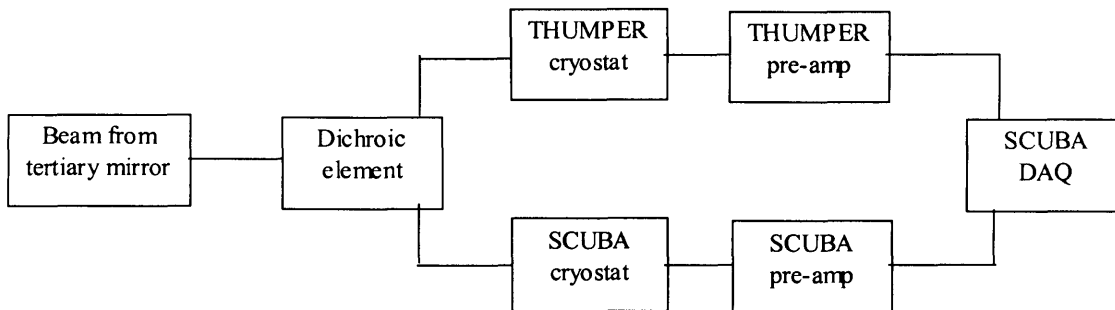 Beam from
tertiary mirror
Dichroic
element
THUMPER
cryostat
THUMPER
pre-amp
SCUBA
cryostat
SCUBA
pre-amp
SCUBA
DAQ